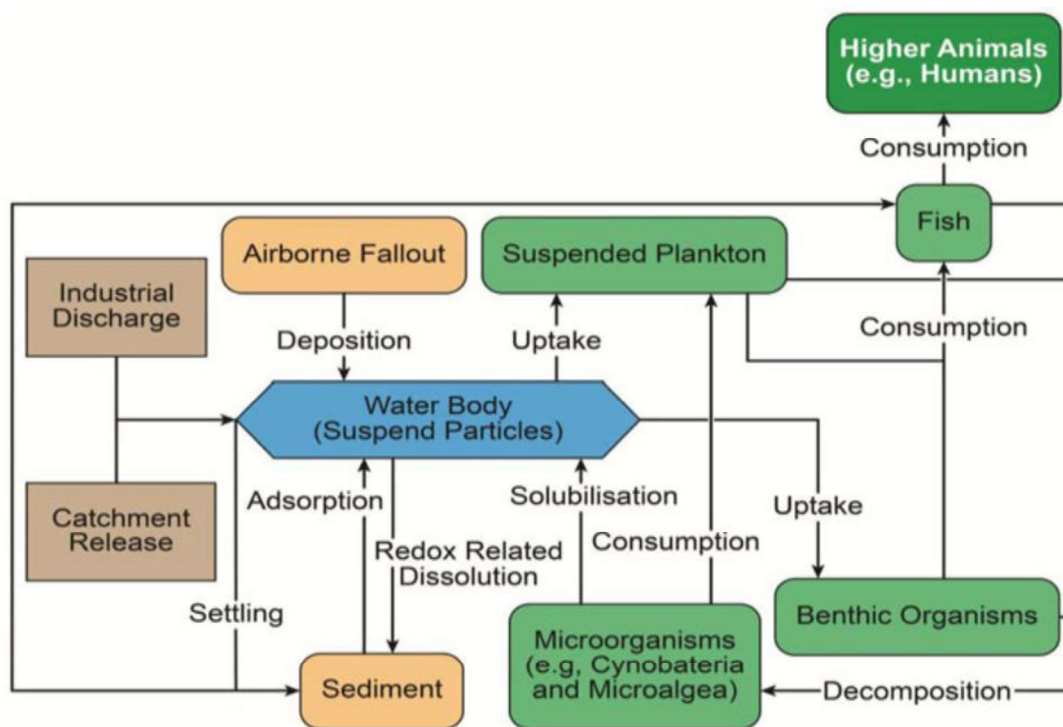 Higher Animals
(e.g., Humans)
Consumption
Fish
Airborne Fallout
Suspended Plankton
Industrial
Discharge
Consumption
Deposition
Uptake
Water Body
(Suspend Particles)
Adsorption
Solubilisation
Catchment
Release
Uptake
Consumption
Redox Related
Dissolution
Settling
Benthic Organisms
Microorganisms
(e.g, Cynobateria
and Microalgea)
Sediment
Decomposition